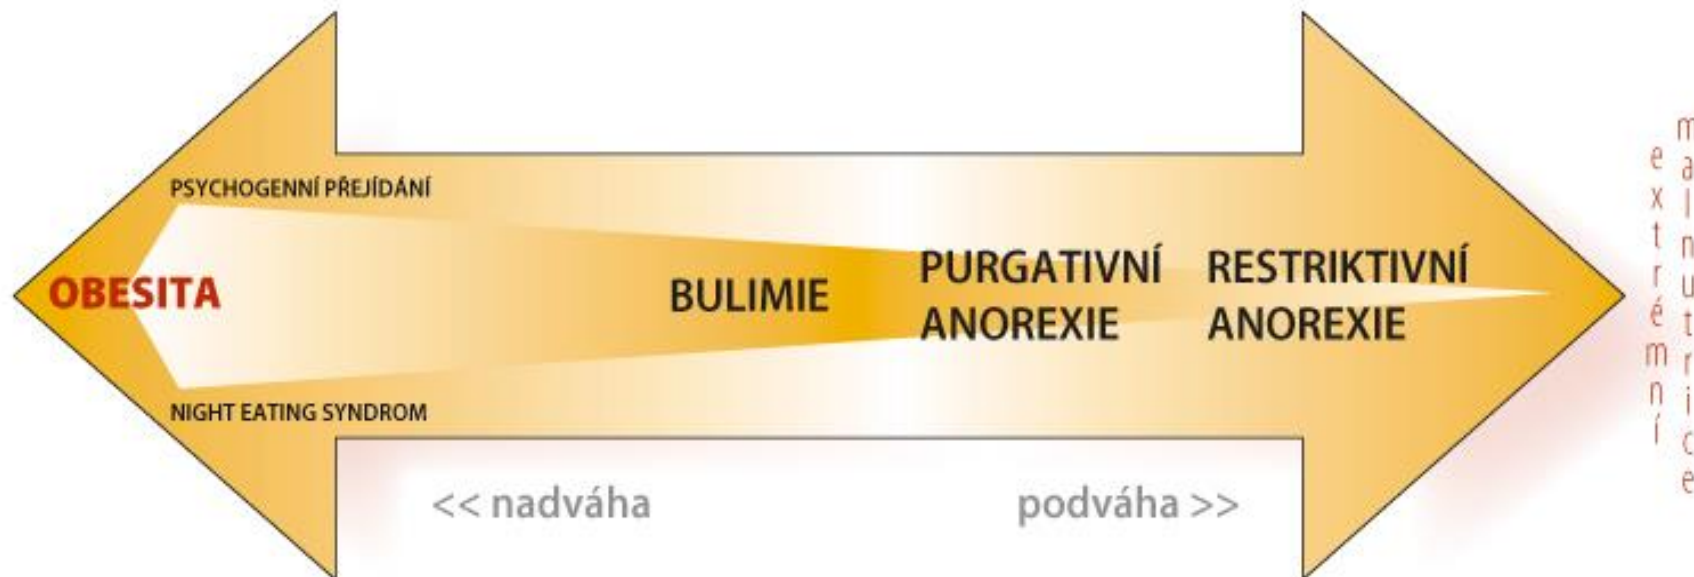 PSYCHOGENNÍ PŘEJÍDÁNÍ
OBESITA
NIGHT EATING SYNDROM
BULIMIE
PURGATIVNÍ
ANOREXIE
RESTRIKTIVNÍ
ANOREXIE
extrémní
malnutrice
<< nadváha
podváha >>